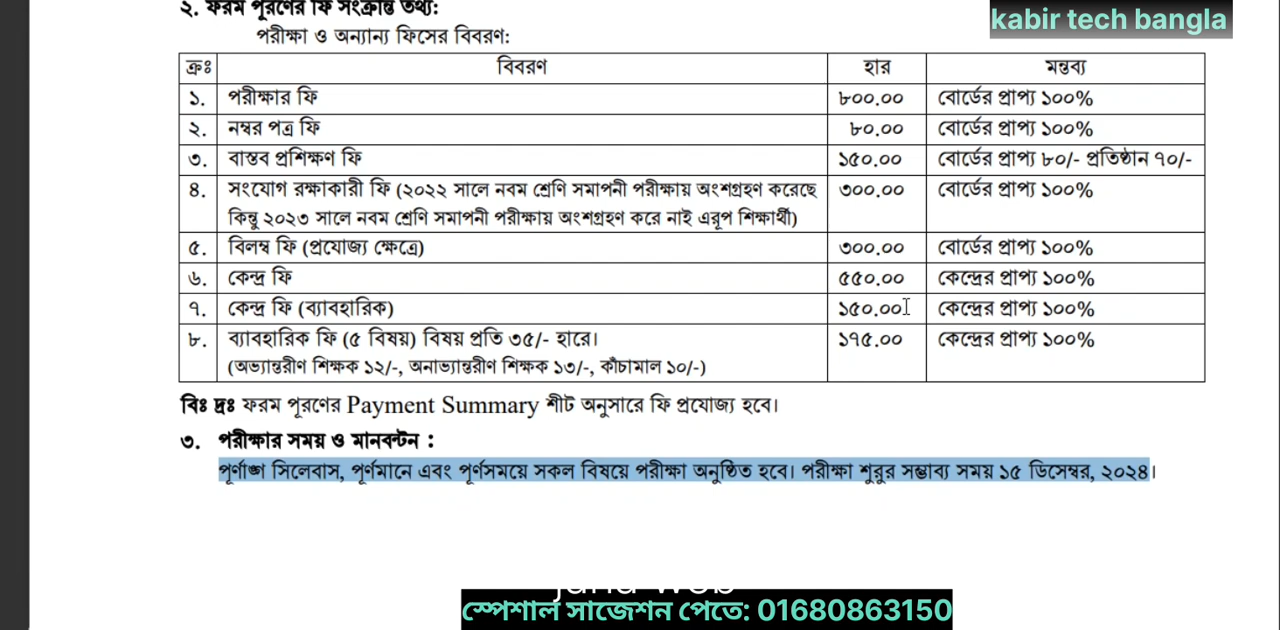 ২. ফরম পূরণের ফি সংক্রান্ত তথ্য:
kabir tech bangla
পরীক্ষা ও অন্যান্য ফিসের বিবরণ:
ক্রঃ বিবরণ হার মন্তব্য
১. পরীক্ষার ফি ৮০০.০০ বোর্ডের প্রাপ্য ১০০%
২. নম্বর পত্র ফি ৮০.০০ বোর্ডের প্রাপ্য ১০০%
৩. বাস্তব প্রশিক্ষণ ফি ১৫০.০০ বোর্ডের প্রাপ্য ৮০/- প্রতিষ্ঠান ৭০/-
৪. সংযোগ রক্ষাকারী ফি (২০২২ সালে নবম শ্রেণি সমাপনী পরীক্ষায় অংশগ্রহণ করেছে ৩০০.০০ বোর্ডের প্রাপ্য ১০০%
কিন্তু ২০২৩ সালে নবম শ্রেণি সমাপনী পরীক্ষায় অংশগ্রহণ করে নাই এরূপ শিক্ষার্থী)
৫. বিলম্ব ফি (প্রযোজ্য ক্ষেত্রে) ৩০০.০০ বোর্ডের প্রাপ্য ১০০%
৬. কেন্দ্র ফি ৫৫০.০০ কেন্দ্রের প্রাপ্য ১০০%
৭. কেন্দ্র ফি (ব্যাবহারিক) ১৫০.০০ কেন্দ্রের প্রাপ্য ১০০%
৮. ব্যাবহারিক ফি (৫ বিষয়) বিষয় প্রতি ৩৫/- হারে। ১৭৫.০০ কেন্দ্রের প্রাপ্য ১০০%
(অভ্যান্তরীণ শিক্ষক ১২/-, অনাভ্যান্তরীণ শিক্ষক ১৩/-, কাঁচামাল ১০/-)
বিঃ দ্রঃ ফরম পূরণের Payment Summary শীট অনুসারে ফি প্রযোজ্য হবে।
৩. পরীক্ষার সময় ও মানবন্টন :
পূর্ণাঙ্গ সিলেবাস, পূর্ণমানে এবং পূর্ণসময়ে সকল বিষয়ে পরীক্ষা অনুষ্ঠিত হবে। পরীক্ষা শুরুর সম্ভাব্য সময় ১৫ ডিসেম্বর, ২০২৪।
স্পেশাল সাজেশন পেতে: 01680863150